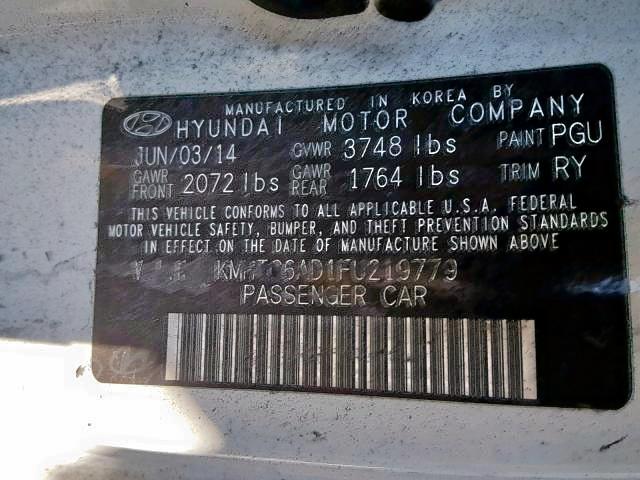 MANUFACTURED IN KOREA BY
HYUNDAI MOTOR COMPANY
JUN/03/14 GVWR 3748 lbs PAINT PGU
GAWR FRONT 2072 lbs GAWR REAR 1764 lbs TRIM RY
THIS VEHICLE CONFORMS TO ALL APPLICABLE U.S.A. FEDERAL
MOTOR VEHICLE SAFETY, BUMPER, AND THEFT PREVENTION STANDARDS
IN EFFECT ON THE DATE OF MANUFACTURE SHOWN ABOVE
PASSENGER CAR